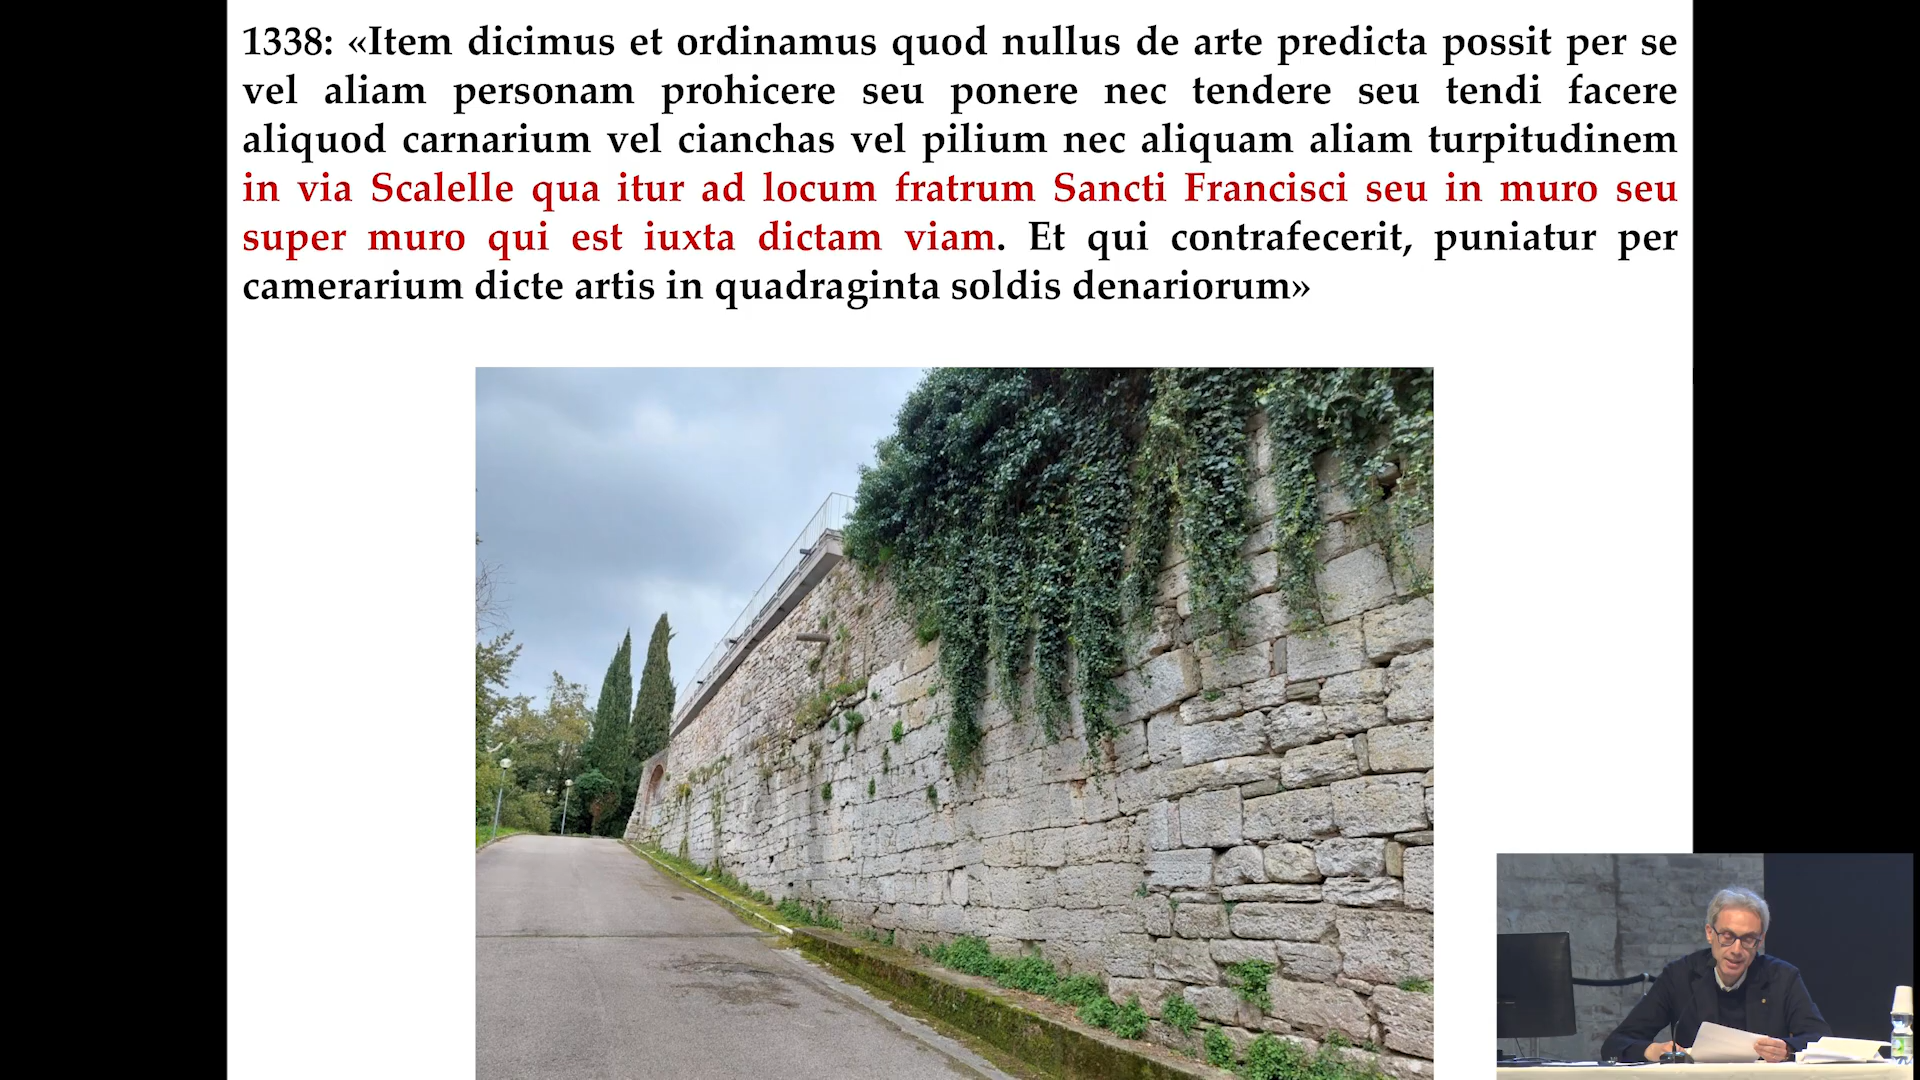 1338: «Item dicimus et ordinamus quod nullus de arte predicta possit per se
vel aliam personam prohicere seu ponere nec tendere seu tendi facere
aliquod carnarium vel cianchas vel pilium nec aliquam aliam turpitudinem
in via Scalelle qua itur ad locum fratrum Sancti Francisci seu in muro seu
super muro qui est iuxta dictam viam. Et qui contrafecerit, puniatur per
camerarium dicte artis in quadraginta soldis denariorum»